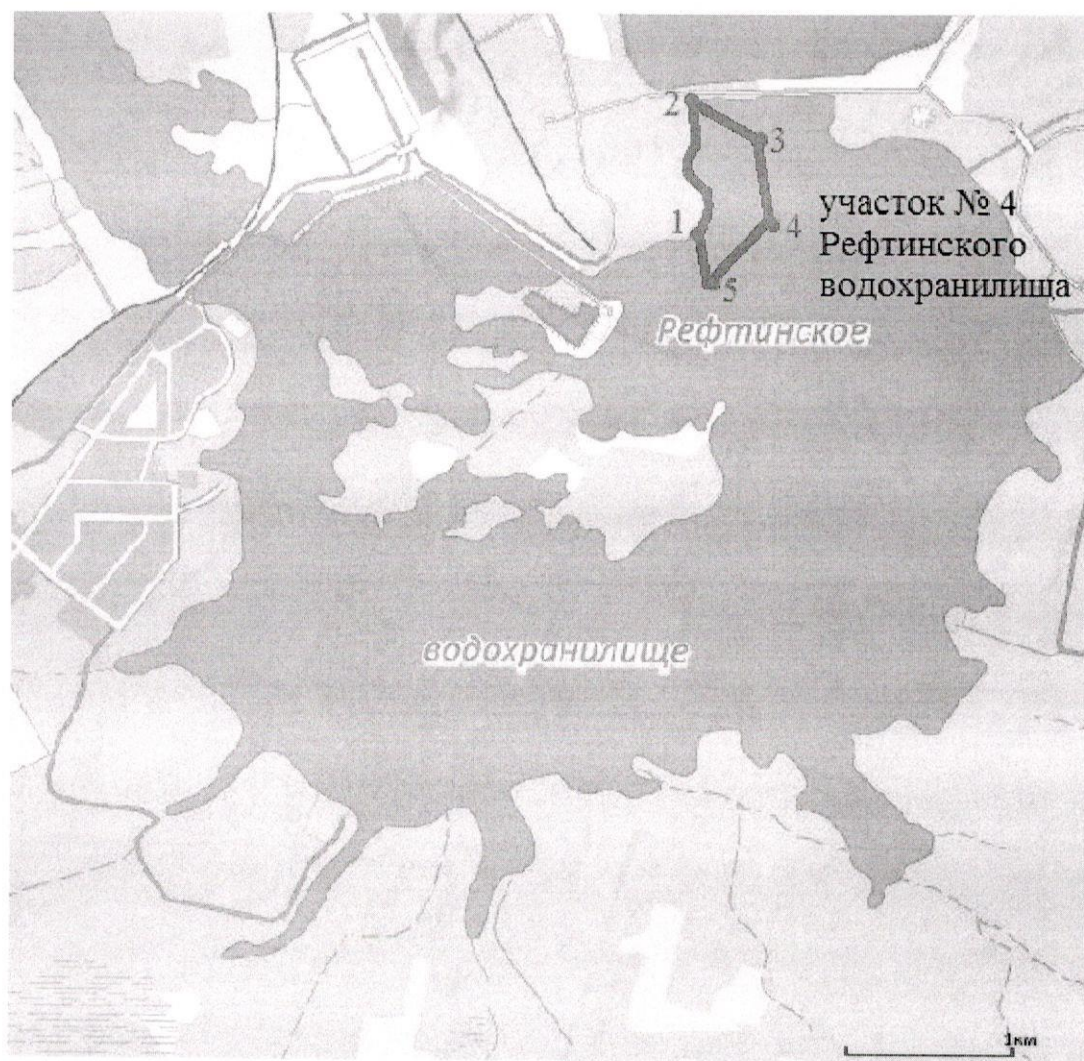 2
3
1
4
5
участок № 4
Рефтинского
водохранилища
Рефтинское
водохранилище
1км